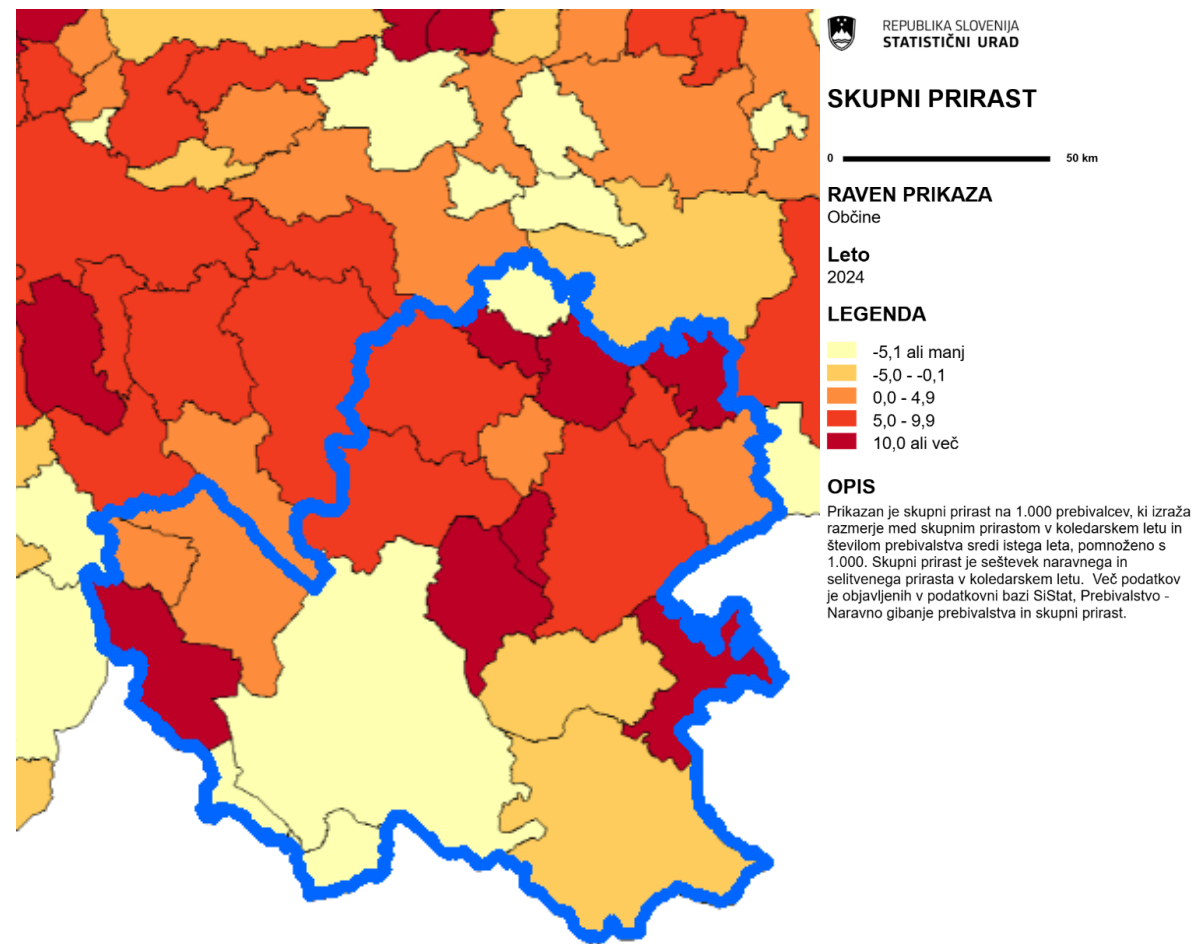 REPUBLIKA SLOVENIJA
STATISTIČNI URAD
SKUPNI PRIRAST
0 50 km
RAVEN PRIKAZA
Občine
Leto
2024
LEGENDA
-5,1 ali manj
-5,0 - -0,1
0,0 - 4,9
5,0 - 9,9
10,0 ali več
OPIS
Prikazan je skupni prirast na 1.000 prebivalcev, ki izraža
razmerje med skupnim prirastom v koledarskem letu in
številom prebivalstva sredi istega leta, pomnoženo s
1.000. Skupni prirast je seštevek naravnega in
selitvenega prirasta v koledarskem letu. Več podatkov
je objavljenih v podatkovni bazi SiStat, Prebivalstvo -
Naravno gibanje prebivalstva in skupni prirast.